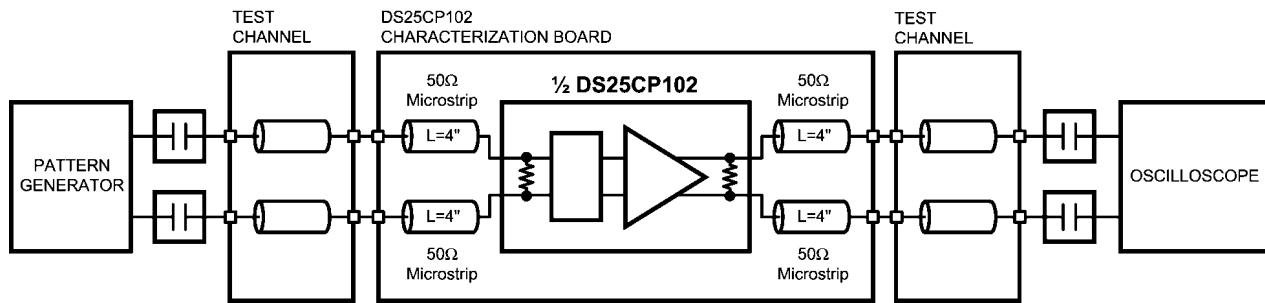 TEST
CHANNEL
DS25CP102
CHARACTERIZATION BOARD
TEST
CHANNEL
50Ω
Microstrip
½ DS25CP102
50Ω
Microstrip
L=4"
L=4"
PATTERN
GENERATOR
OSCILLOSCOPE
L=4"
L=4"
50Ω
Microstrip
50Ω
Microstrip